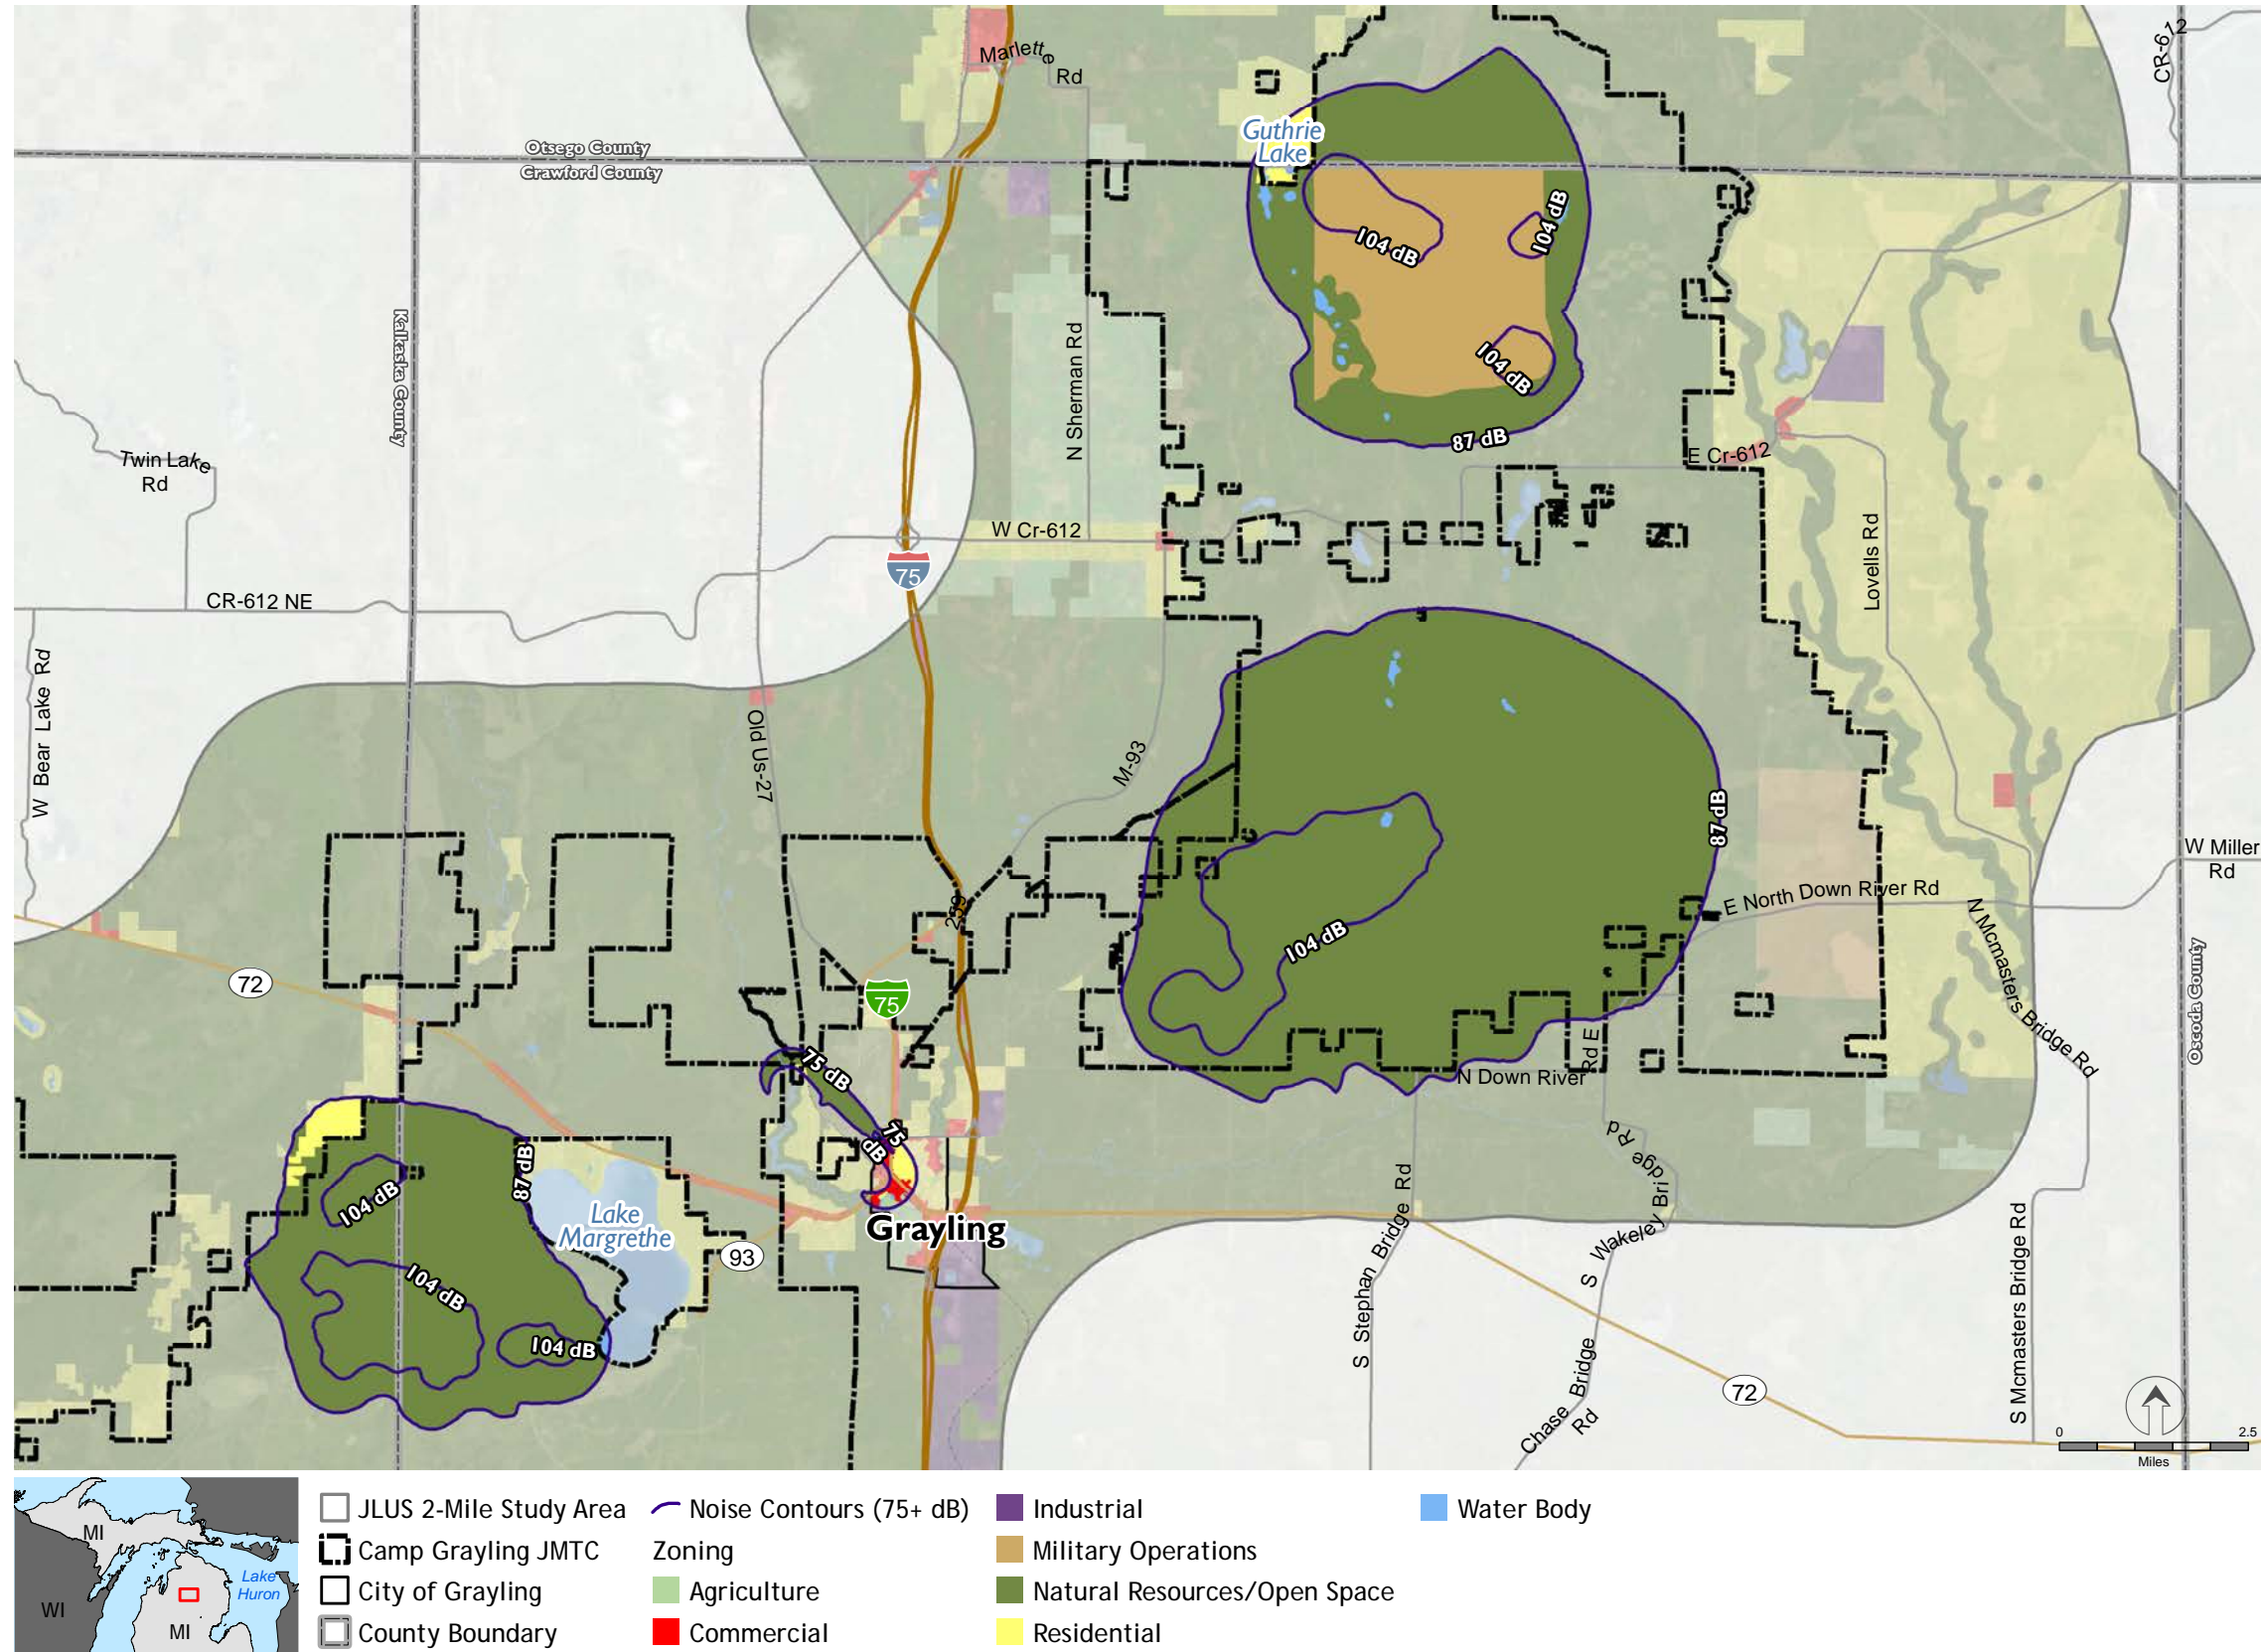 Marlette
Rd
CR-612
Guthrie
Lake
Otsego County
Crawford County
104 dB
104 dB
Kalkaska County
N Sherman Rd
104 dB
87 dB
E Cr-612
Twin Lake
Rd
W Cr-612
Lovells Rd
75
CR-612 NE
W Bear Lake Rd
Old Us-27
M-93
87 dB
W Miller
Rd
E North Down River Rd
259
N Mcmasters Bridge Rd
104 dB
72
75
Oscoda County
75 dB
N Down River
Rd E
75
dB
87 dB
104 dB
Lake
Margrethe
Grayling
93
S Stephan Bridge Rd
S Wakeley Bridge Rd
S Mcmasters Bridge Rd
104 dB
104 dB
Chase Bridge
Rd
72
0
2.5
Miles
MI
WI
MI
Lake
Huron
JLUS 2-Mile Study Area
Camp Grayling JMTC
City of Grayling
County Boundary
Noise Contours (75+ dB)
Zoning
Agriculture
Commercial
Industrial
Military Operations
Natural Resources/Open Space
Residential
Water Body